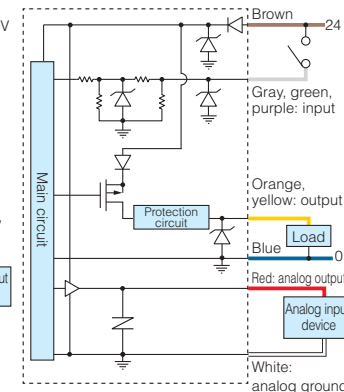 V
Brown
24
Gray, green,
purple: input
Main circuit
Orange,
yellow: output
Protection
circuit
Load
Blue
0
Red: analog output
Analog input
device
White:
analog ground